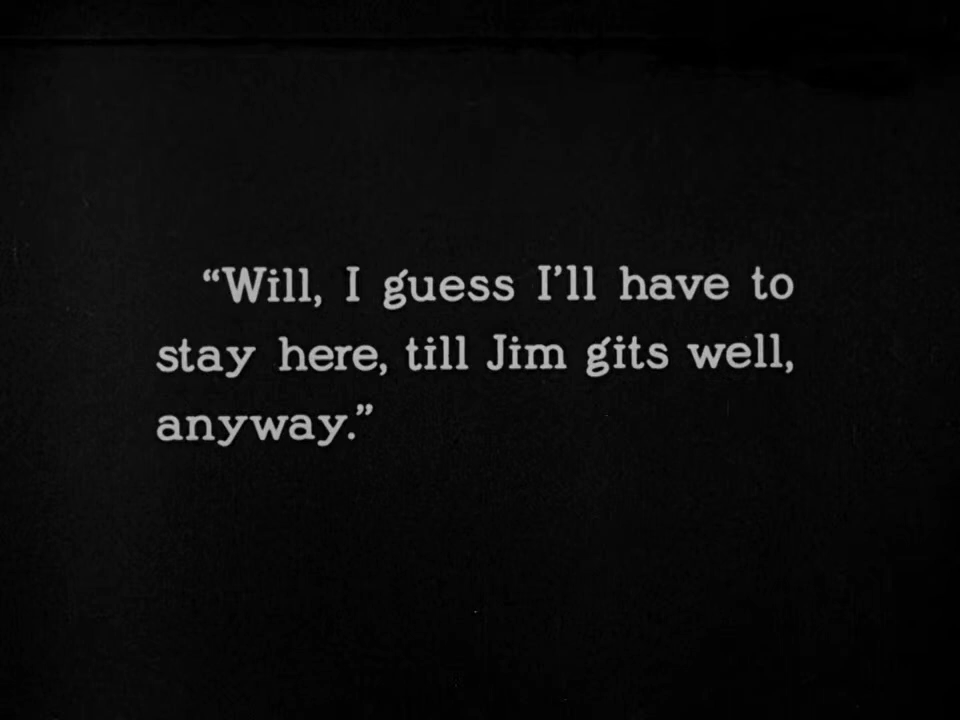 “Will, I guess I’ll have to
stay here, till Jim gits well,
anyway.”